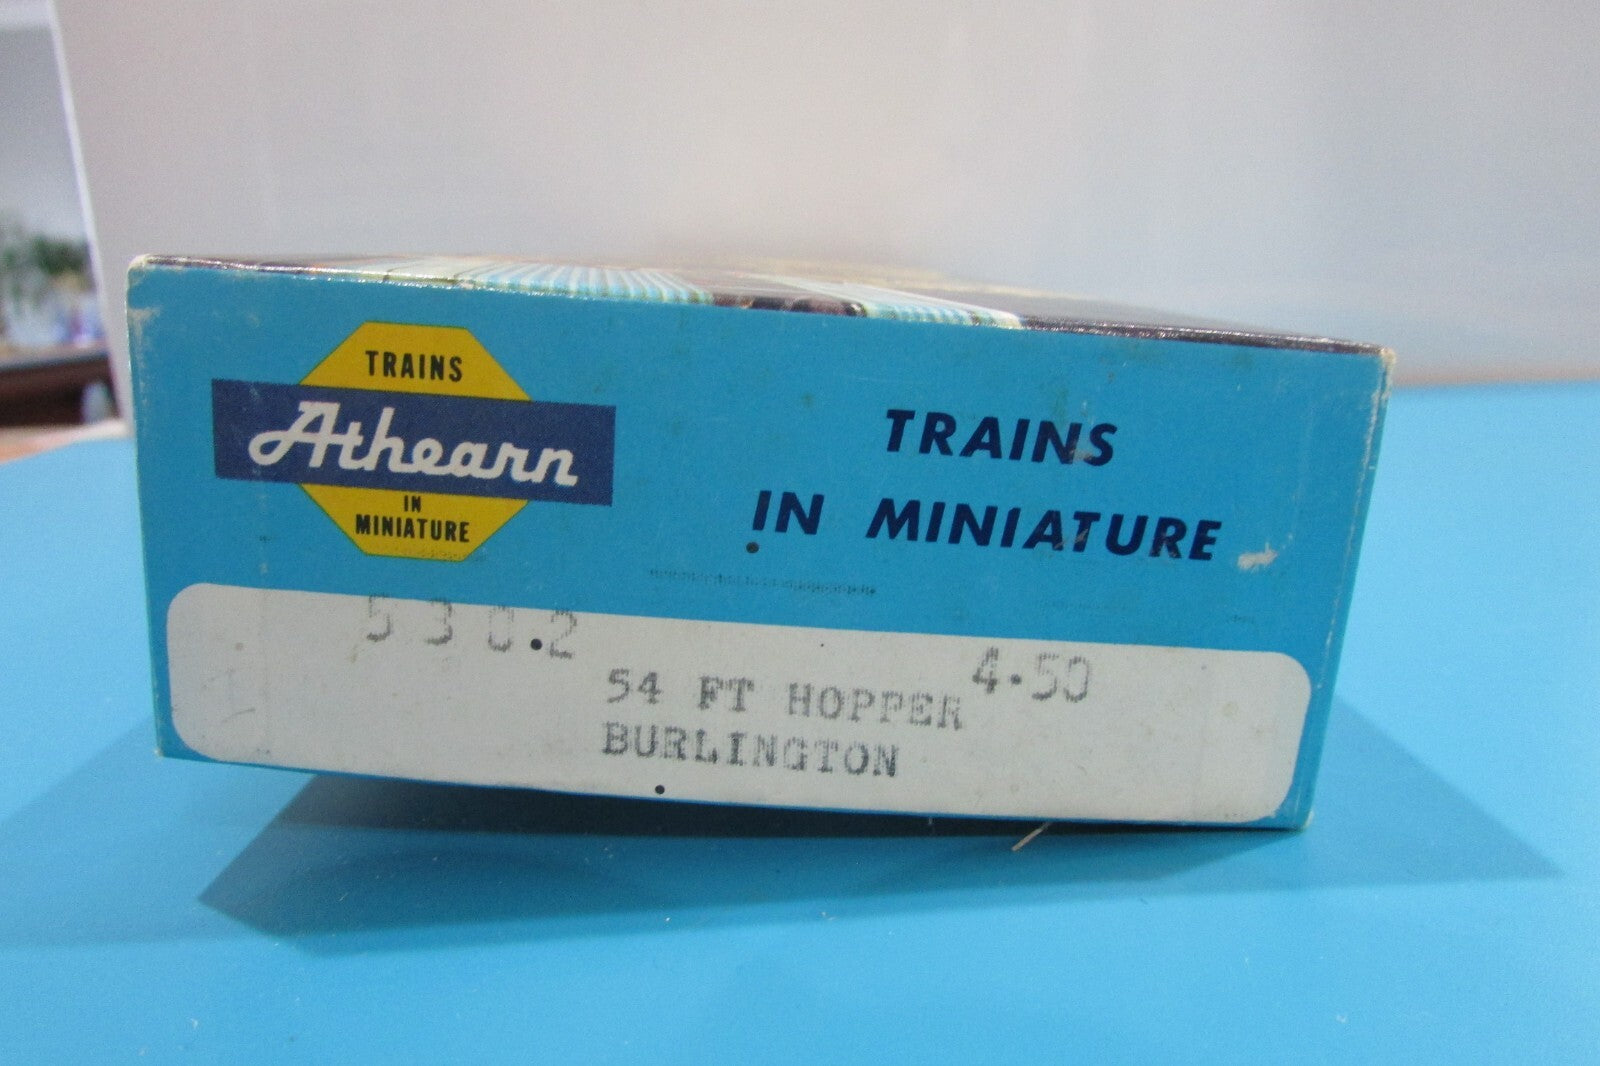 TRAINS
Athearn
IN
MINIATURE
TRAINS
IN MINIATURE
5302
4.50
54 FT HOPPER
BURLINGTON